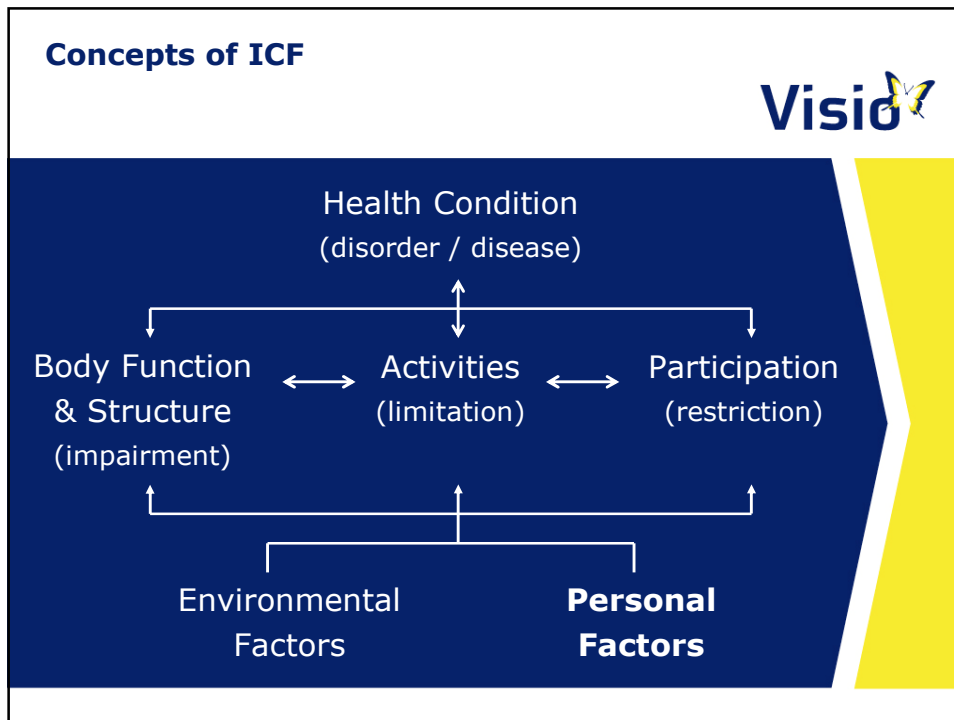 Concepts of ICF
Visio
Health Condition
(disorder / disease)
Body Function
& Structure
(impairment)
Activities
(limitation)
Participation
(restriction)
Environmental
Factors
Personal
Factors